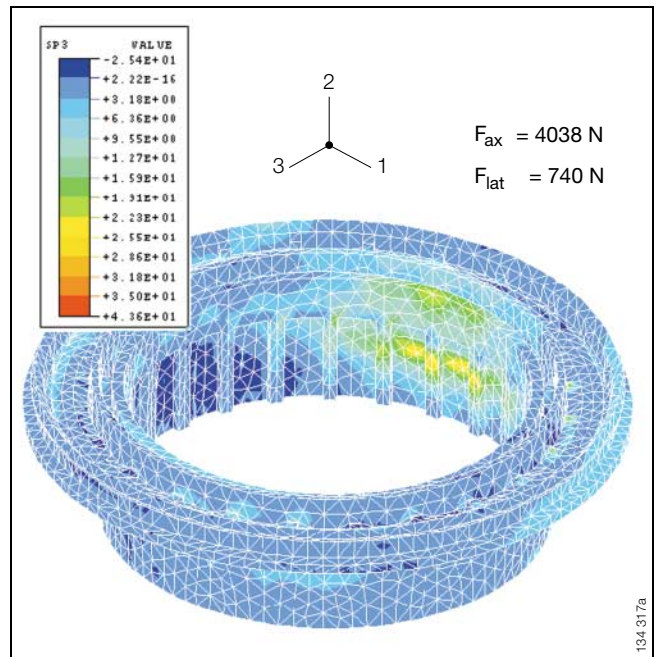 SP3 VALUE
-2.54E+01
+2.22E-16
+3.18E+00
+6.36E+00
+9.55E+00
+1.27E+01
+1.59E+01
+1.91E+01
+2.23E+01
+2.55E+01
+2.86E+01
+3.18E+01
+3.50E+01
+4.36E+01
2
3
1
Fax = 4038 N
Flat = 740 N
134 317a